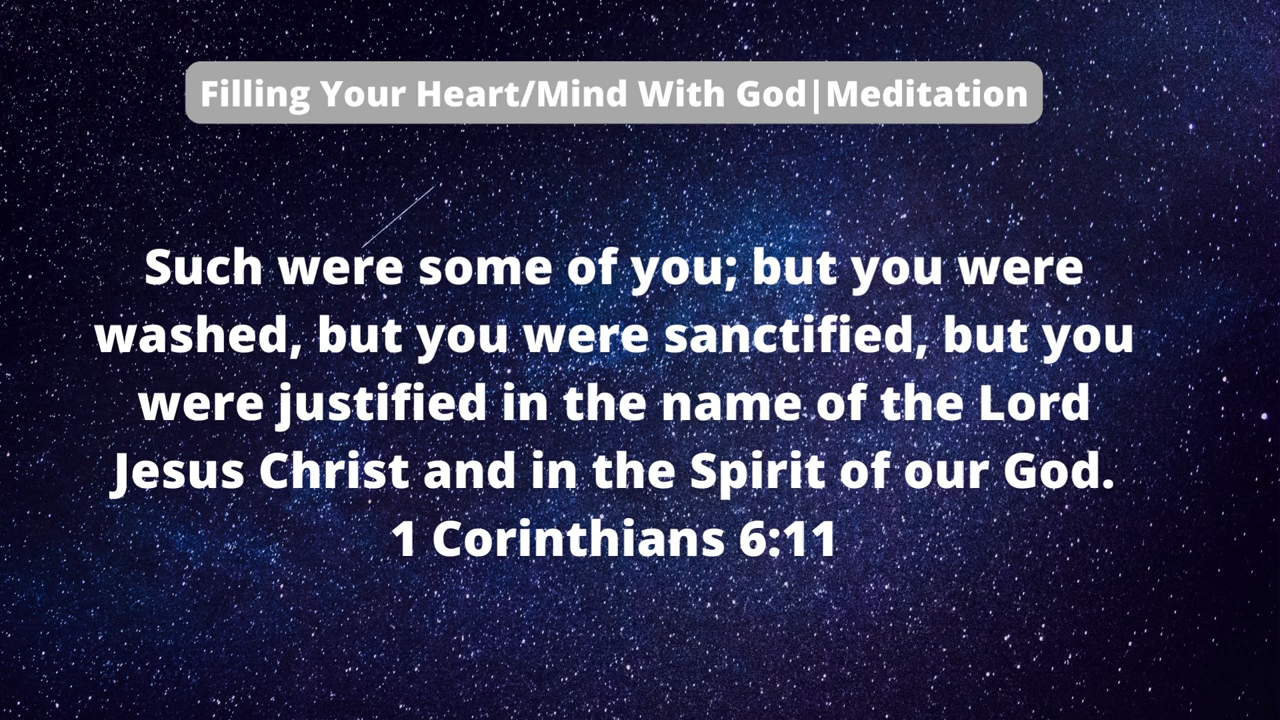 Filling Your Heart/Mind With God|Meditation
Such were some of you; but you were
washed, but you were sanctified, but you
were justified in the name of the Lord
Jesus Christ and in the Spirit of our God.
1 Corinthians 6:11